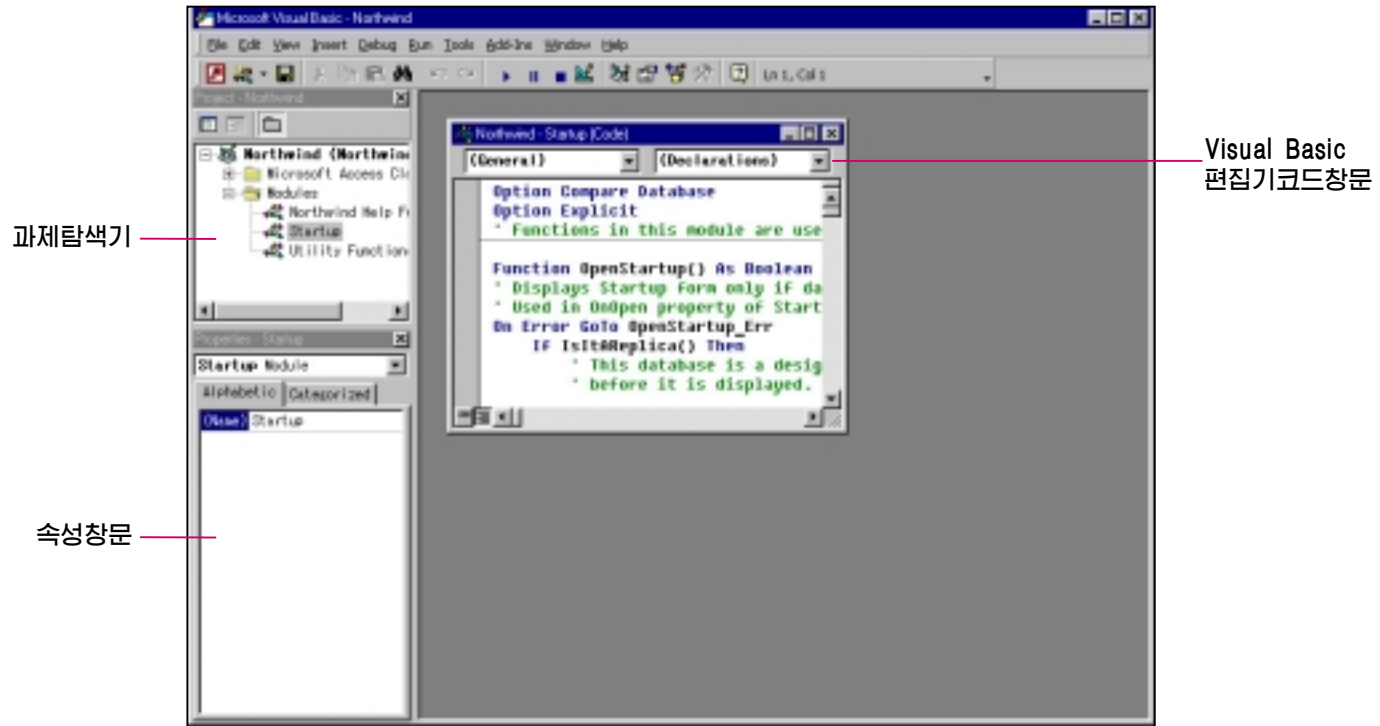 Microsoft Visual Basic - Northwind
File Edit View Insert Debug Run Tools Add-Ins Window Help
Ln 1, Col 1
Project - Northwind
Northwind (Northwind
Microsoft Access Cl
Modules
Northwind Help F
Startup
Utility Function
Properties - Startup
Startup Module
Alphabetic Categorized
(Name) Startup
Northwind - Startup (Code)
(General) (Declarations)
Option Compare Database
Option Explicit
' Functions in this module are use
Function OpenStartup() As Boolean
' Displays Startup form only if da
' Used in OnOpen property of Start
On Error GoTo OpenStartup_Err
If IsItAReplica() Then
' This database is a desig
' before it is displayed.
과제탐색기
속성창문
Visual Basic
편집기코드창문